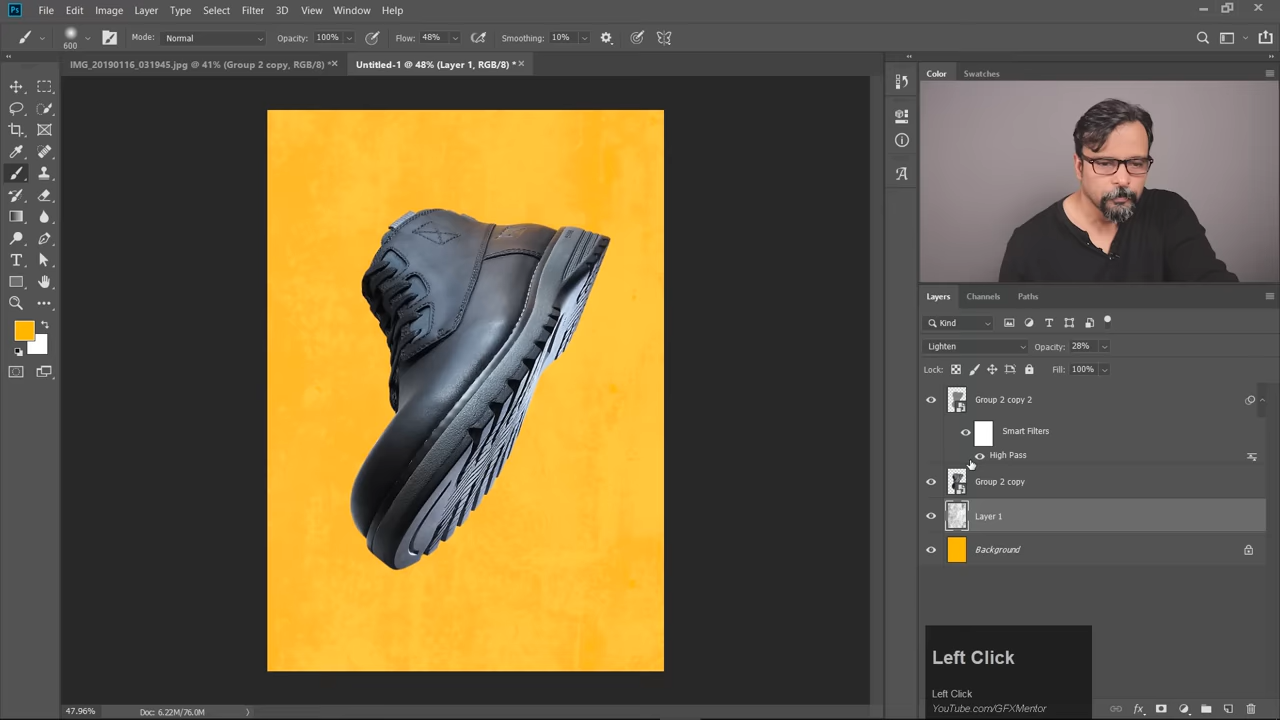 Ps File Edit Image Layer Type Select Filter 3D View Window Help
600 Mode: Normal Opacity: 100% Flow: 48% Smoothing: 10%
IMG_20190116_031945.jpg @ 41% (Group 2 copy, RGB/8) * × Untitled-1 @ 48% (Layer 1, RGB/8) * ×
Color Swatches
Layers Channels Paths
Kind
Lighten Opacity: 28%
Lock: Fill: 100%
Group 2 copy 2
Smart Filters
High Pass
Group 2 copy
Layer 1
Background
Left Click
Left Click
YouTube.com/GFXMentor
47.96% Doc: 6.22M/76.0M
fx